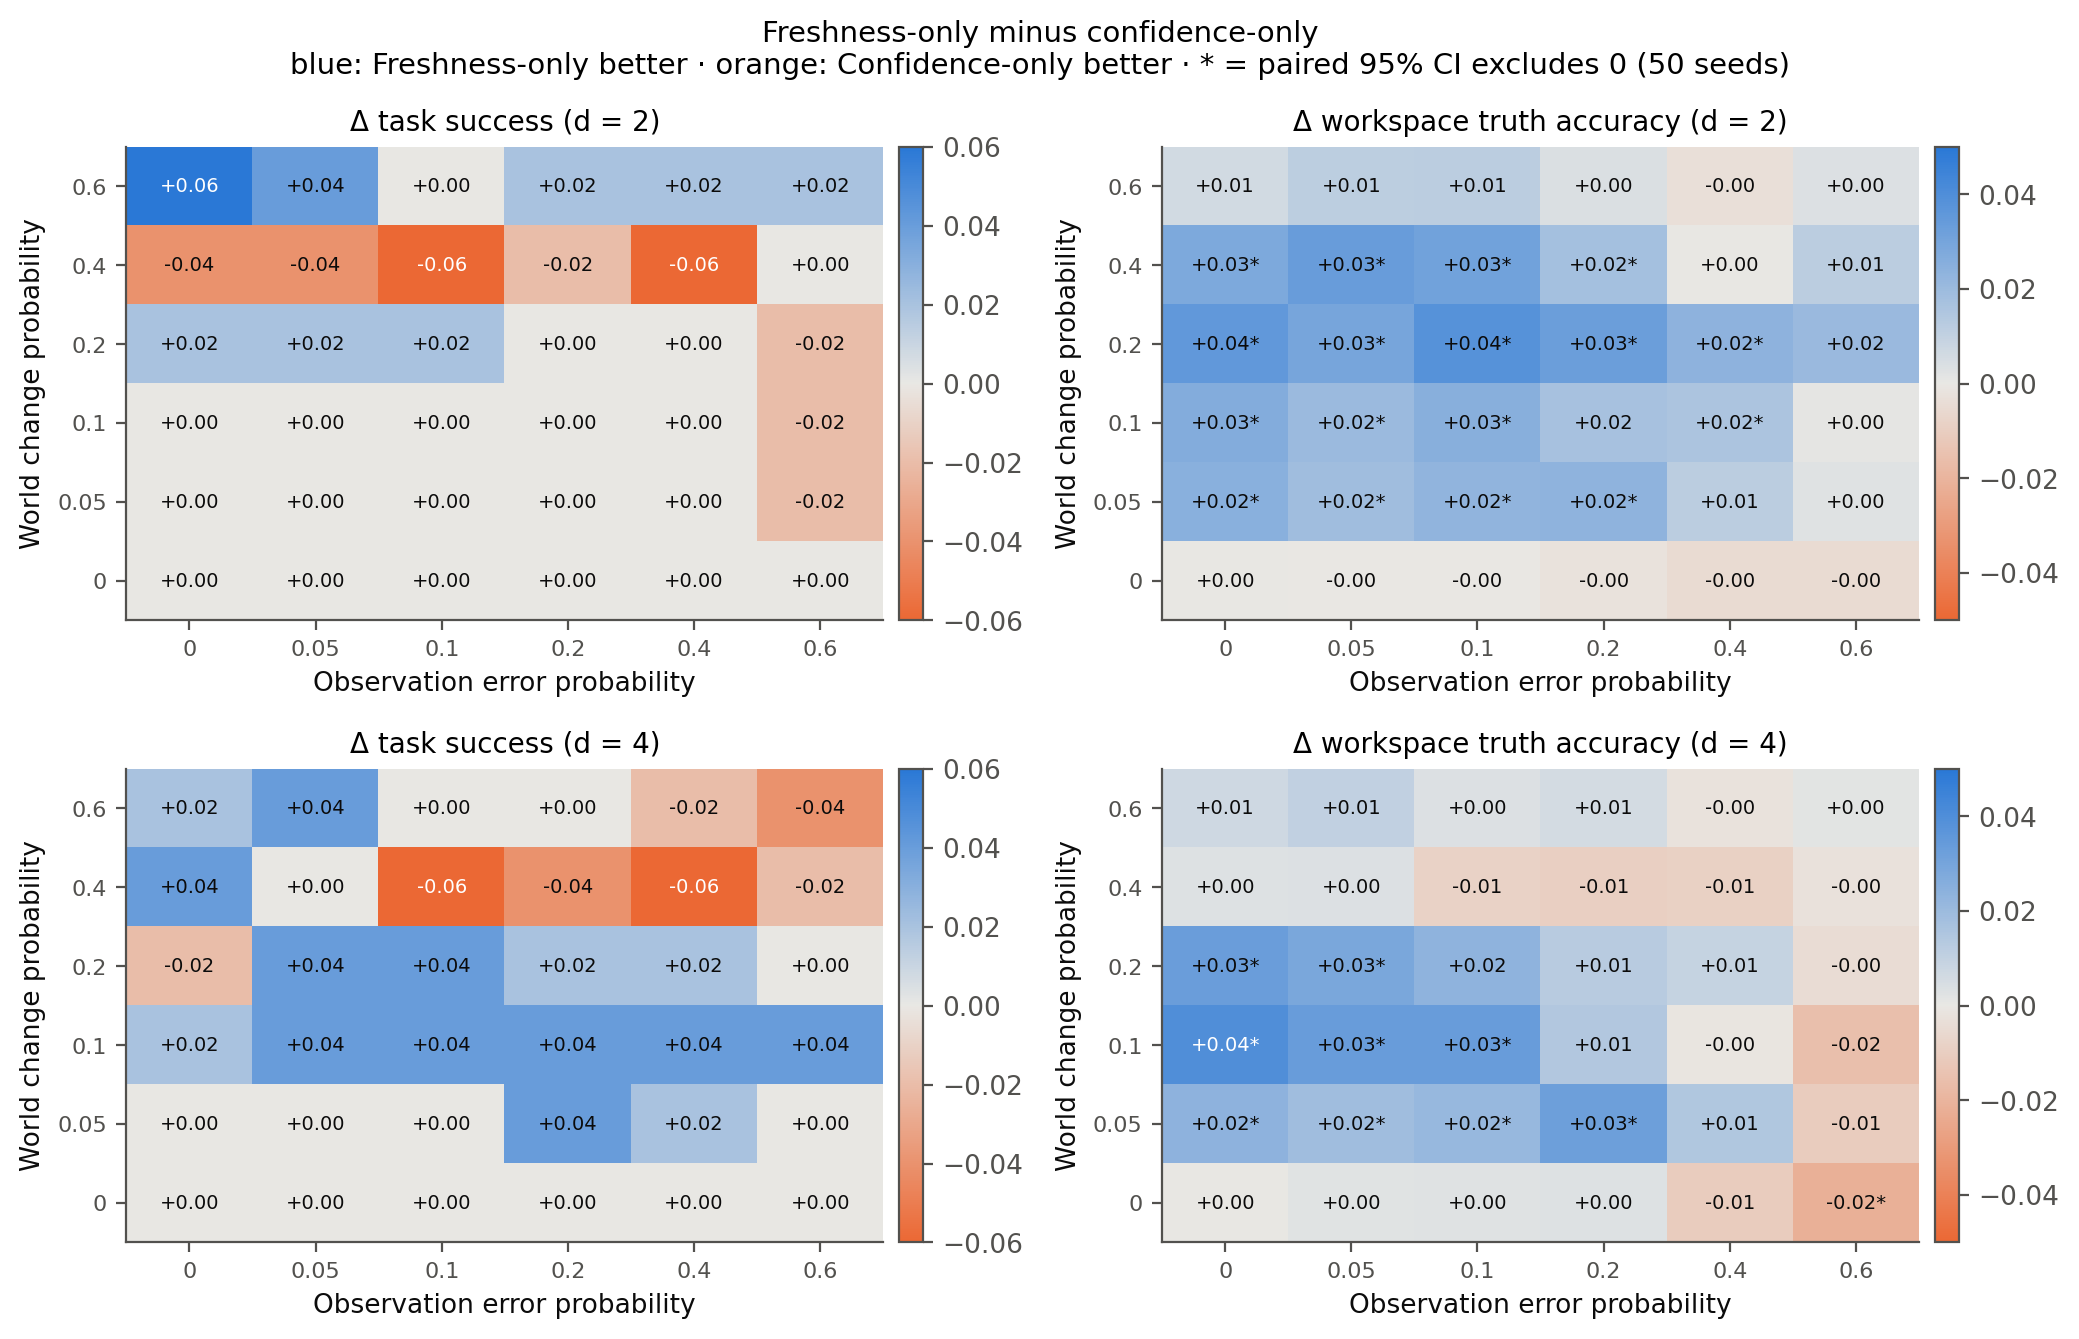 Freshness-only minus confidence-only
blue: Freshness-only better · orange: Confidence-only better · * = paired 95% CI excludes 0 (50 seeds)
Δ task success (d = 2)
World change probability
0.6 +0.06 +0.04 +0.00 +0.02 +0.02 +0.02
0.4 -0.04 -0.04 -0.06 -0.02 -0.06 +0.00
0.2 +0.02 +0.02 +0.02 +0.00 +0.00 -0.02
0.1 +0.00 +0.00 +0.00 +0.00 +0.00 -0.02
0.05 +0.00 +0.00 +0.00 +0.00 +0.00 -0.02
0 +0.00 +0.00 +0.00 +0.00 +0.00 +0.00
0 0.05 0.1 0.2 0.4 0.6
Observation error probability
0.06
0.04
0.02
0.00
−0.02
−0.04
−0.06
Δ workspace truth accuracy (d = 2)
World change probability
0.6 +0.01 +0.01 +0.01 +0.00 -0.00 +0.00
0.4 +0.03* +0.03* +0.03* +0.02* +0.00 +0.01
0.2 +0.04* +0.03* +0.04* +0.03* +0.02* +0.02
0.1 +0.03* +0.02* +0.03* +0.02 +0.02* +0.00
0.05 +0.02* +0.02* +0.02* +0.02* +0.01 +0.00
0 +0.00 -0.00 -0.00 -0.00 -0.00 -0.00
0 0.05 0.1 0.2 0.4 0.6
Observation error probability
0.04
0.02
0.00
−0.02
−0.04
Δ task success (d = 4)
World change probability
0.6 +0.02 +0.04 +0.00 +0.00 -0.02 -0.04
0.4 +0.04 +0.00 -0.06 -0.04 -0.06 -0.02
0.2 -0.02 +0.04 +0.04 +0.02 +0.02 +0.00
0.1 +0.02 +0.04 +0.04 +0.04 +0.04 +0.04
0.05 +0.00 +0.00 +0.00 +0.04 +0.02 +0.00
0 +0.00 +0.00 +0.00 +0.00 +0.00 +0.00
0 0.05 0.1 0.2 0.4 0.6
Observation error probability
0.06
0.04
0.02
0.00
−0.02
−0.04
−0.06
Δ workspace truth accuracy (d = 4)
World change probability
0.6 +0.01 +0.01 +0.00 +0.01 -0.00 +0.00
0.4 +0.00 +0.00 -0.01 -0.01 -0.01 -0.00
0.2 +0.03* +0.03* +0.02 +0.01 +0.01 -0.00
0.1 +0.04* +0.03* +0.03* +0.01 -0.00 -0.02
0.05 +0.02* +0.02* +0.02* +0.03* +0.01 -0.01
0 +0.00 +0.00 +0.00 +0.00 -0.01 -0.02*
0 0.05 0.1 0.2 0.4 0.6
Observation error probability
0.04
0.02
0.00
−0.02
−0.04